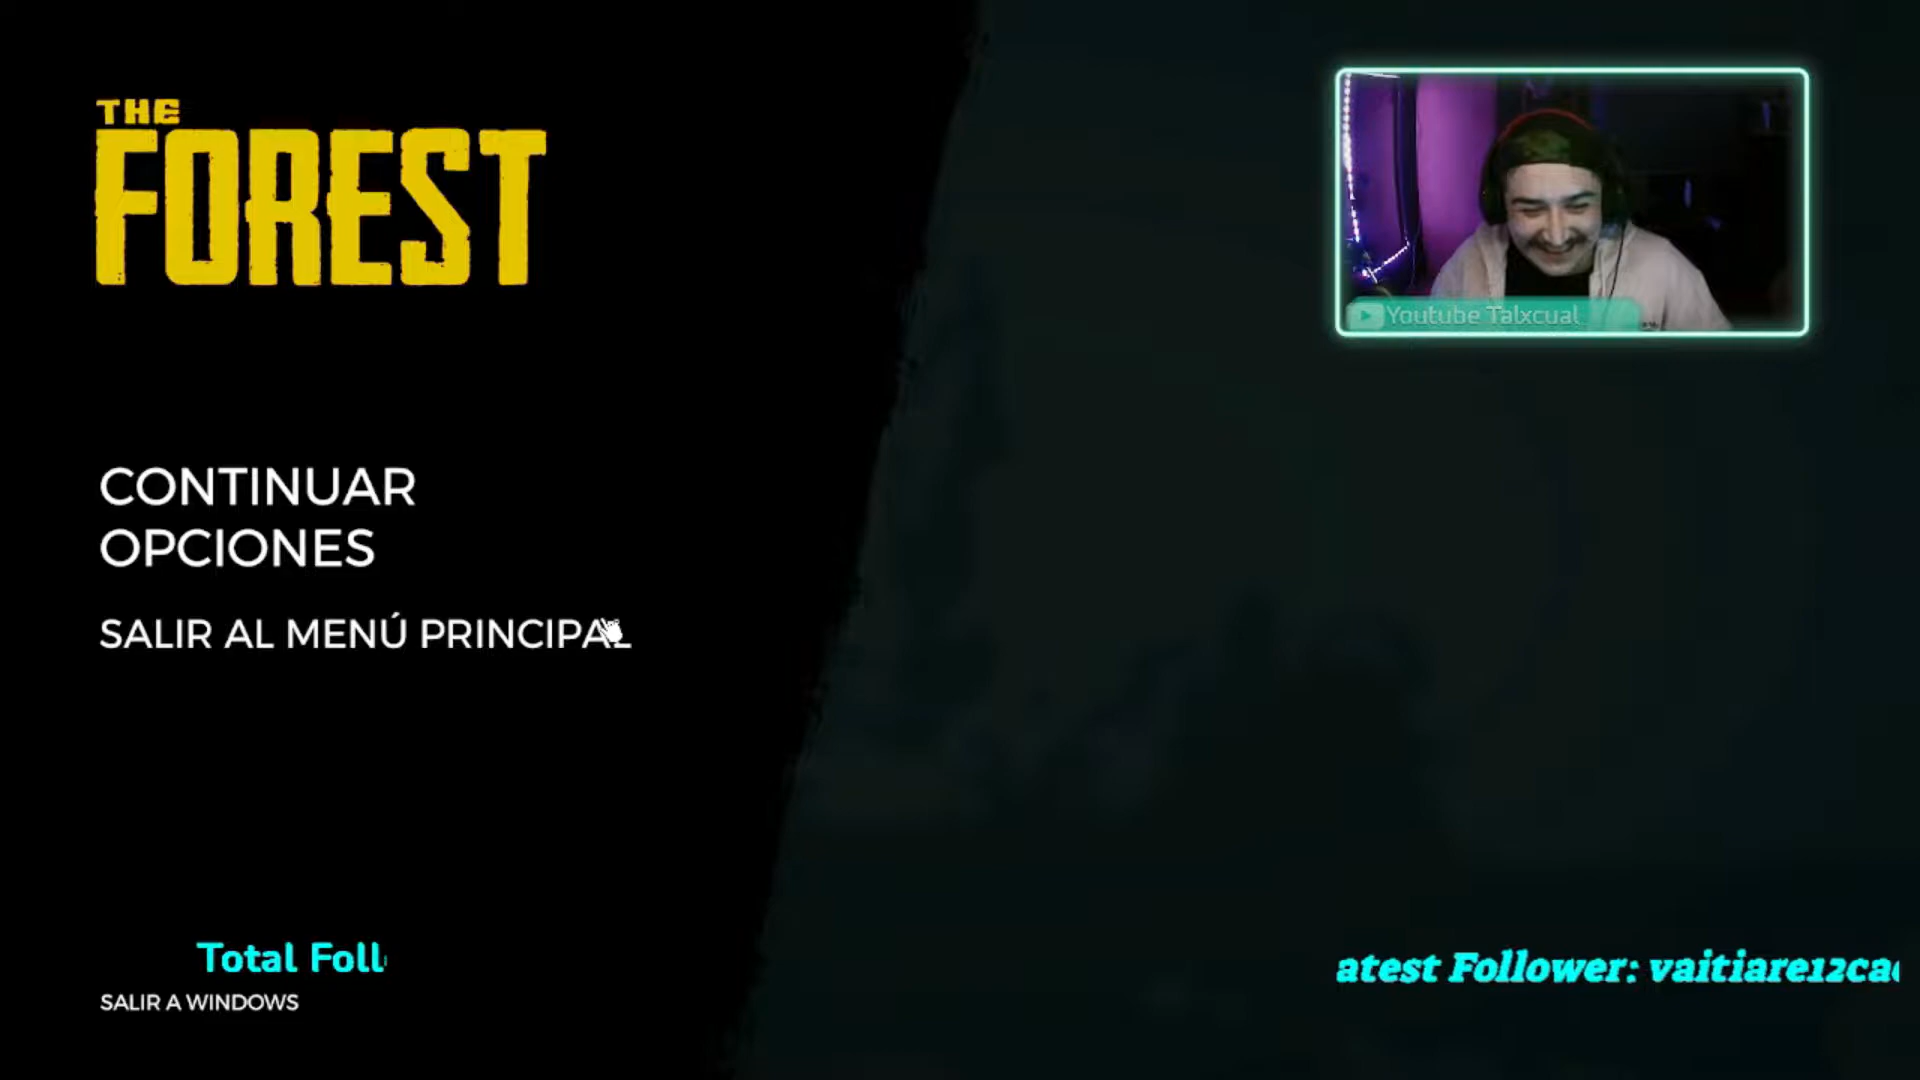 THE
FOREST
Youtube Talxcual
CONTINUAR
OPCIONES
SALIR AL MENÚ PRINCIPAL
Total Foll
atest Follower: vaitiare12ca
SALIR A WINDOWS